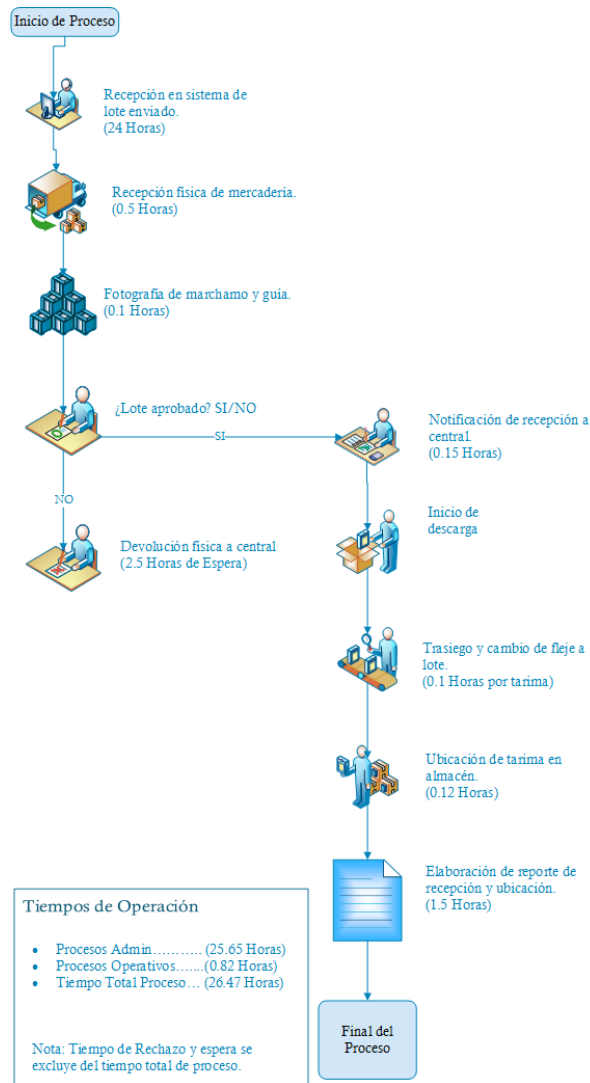 Inicio de Proceso
Recepción en sistema de
lote enviado.
(24 Horas)
Recepción física de mercadería.
(0.5 Horas)
Fotografía de marchamo y guía.
(0.1 Horas)
¿Lote aprobado? SI/NO
SI
NO
Devolución física a central
(2.5 Horas de Espera)
Notificación de recepción a
central.
(0.15 Horas)
Inicio de
descarga
Trasiego y cambio de fleje a
lote.
(0.1 Horas por tarima)
Ubicación de tarima en
almacén.
(0.12 Horas)
Elaboración de reporte de
recepción y ubicación.
(1.5 Horas)
Final del
Proceso
Tiempos de Operación
• Procesos Admin……….. (25.65 Horas)
• Procesos Operativos…....(0.82 Horas)
• Tiempo Total Proceso… (26.47 Horas)
Nota: Tiempo de Rechazo y espera se
excluye del tiempo total de proceso.